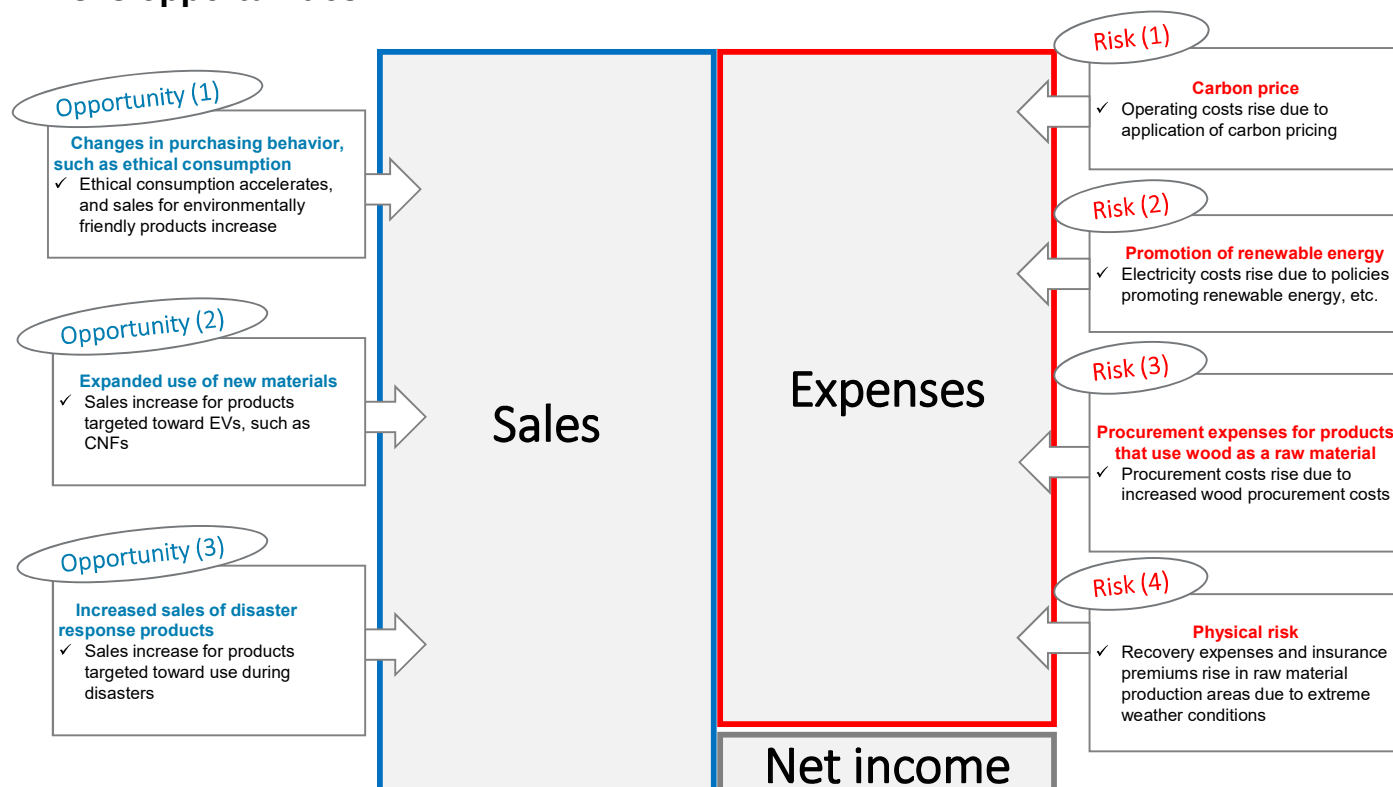 Opportunity (1)
Changes in purchasing behavior,
such as ethical consumption
✓ Ethical consumption accelerates,
and sales for environmentally
friendly products increase
Opportunity (2)
Expanded use of new materials
✓ Sales increase for products
targeted toward EVs, such as
CNFs
Opportunity (3)
Increased sales of disaster
response products
✓ Sales increase for products
targeted toward use during
disasters
Sales
Expenses
Net income
Risk (1)
Carbon price
✓ Operating costs rise due to
application of carbon pricing
Risk (2)
Promotion of renewable energy
✓ Electricity costs rise due to policies
promoting renewable energy, etc.
Risk (3)
Procurement expenses for products
that use wood as a raw material
✓ Procurement costs rise due to
increased wood procurement costs
Risk (4)
Physical risk
✓ Recovery expenses and insurance
premiums rise in raw material
production areas due to extreme
weather conditions